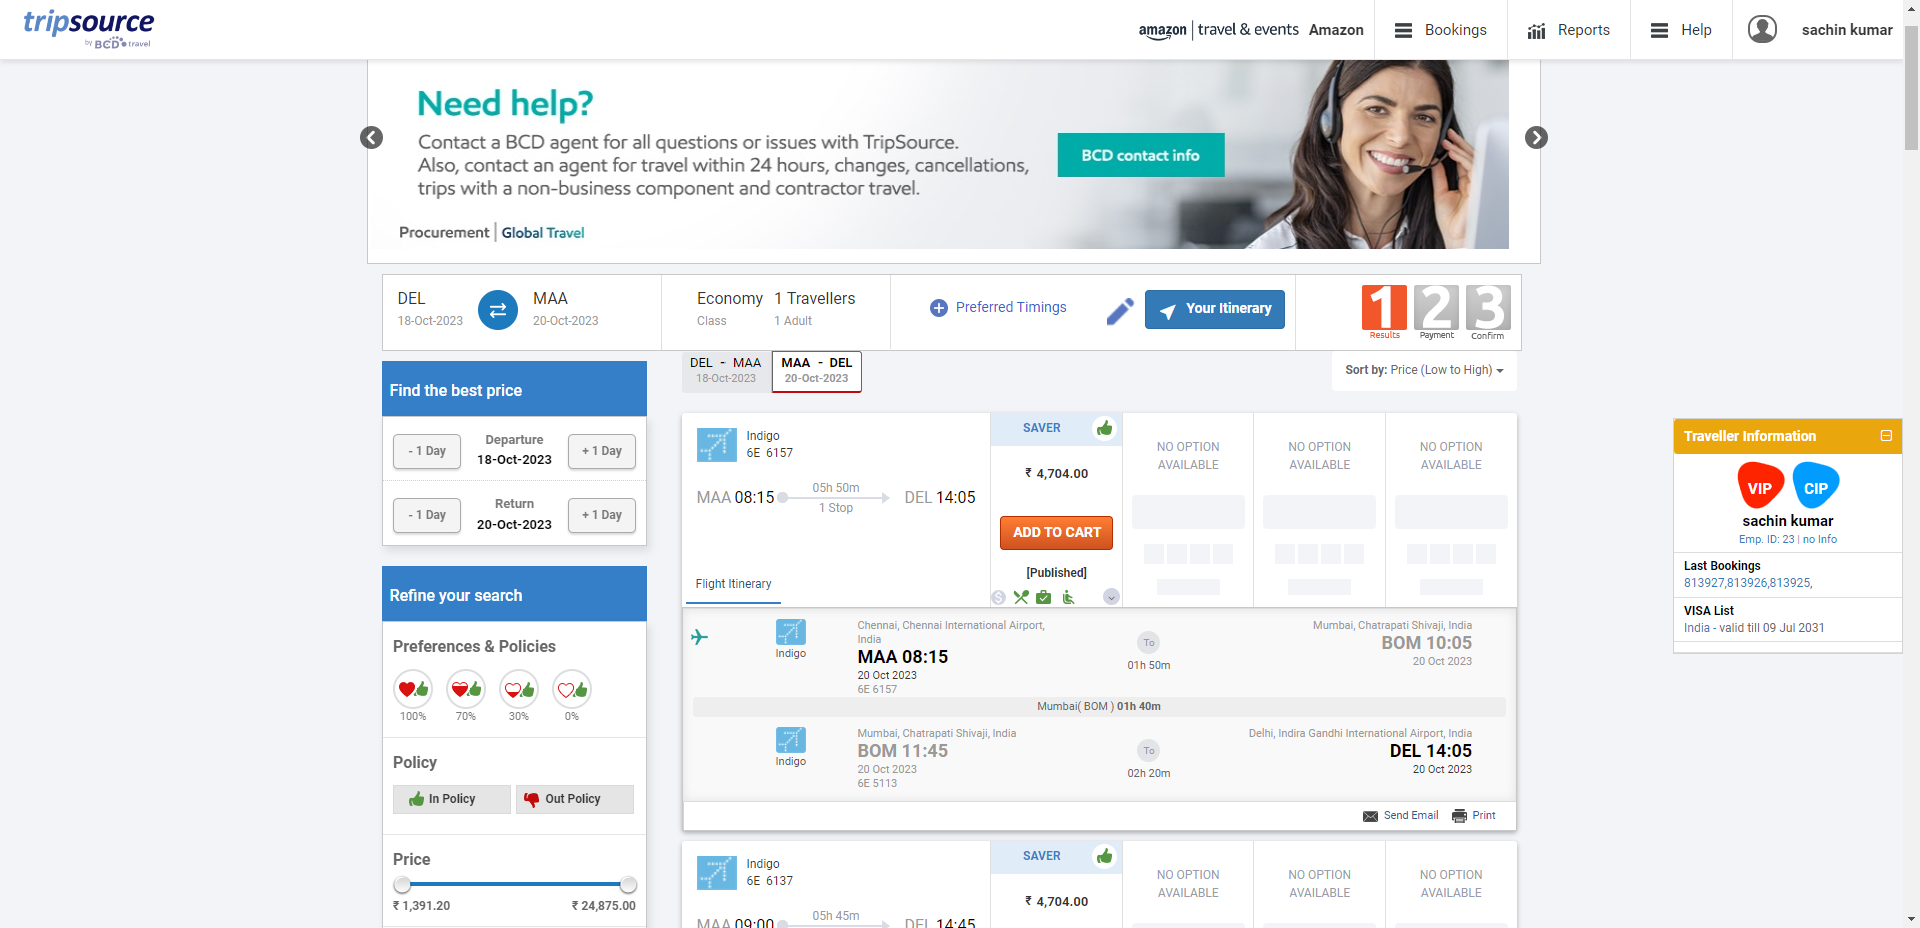 tripsource
by BCD travel
amazon | travel & events Amazon
Bookings
Reports
Help
sachin kumar
Need help?
Contact a BCD agent for all questions or issues with TripSource.
Also, contact an agent for travel within 24 hours, changes, cancellations,
trips with a non-business component and contractor travel.
BCD contact info
Procurement | Global Travel
DEL
18-Oct-2023
MAA
20-Oct-2023
Economy
Class
1 Travellers
1 Adult
Preferred Timings
Your Itinerary
1 2 3
Results Payment Confirm
Find the best price
- 1 Day
Departure
18-Oct-2023
+ 1 Day
- 1 Day
Return
20-Oct-2023
+ 1 Day
Refine your search
Preferences & Policies
100% 70% 30% 0%
Policy
In Policy
Out Policy
Price
₹ 1,391.20
₹ 24,875.00
DEL - MAA
18-Oct-2023
MAA - DEL
20-Oct-2023
Sort by: Price (Low to High)
Indigo
6E 6157
MAA 08:15
05h 50m
1 Stop
DEL 14:05
Flight Itinerary
SAVER
₹ 4,704.00
ADD TO CART
[Published]
NO OPTION
AVAILABLE
NO OPTION
AVAILABLE
NO OPTION
AVAILABLE
Indigo
Chennai, Chennai International Airport,
India
MAA 08:15
20 Oct 2023
6E 6157
To
01h 50m
Mumbai, Chatrapati Shivaji, India
BOM 10:05
20 Oct 2023
Mumbai( BOM ) 01h 40m
Indigo
Mumbai, Chatrapati Shivaji, India
BOM 11:45
20 Oct 2023
6E 5113
To
02h 20m
Delhi, Indira Gandhi International Airport, India
DEL 14:05
20 Oct 2023
Send Email
Print
Indigo
6E 6137
MAA 09:00
05h 45m
DEL 14:45
SAVER
₹ 4,704.00
NO OPTION
AVAILABLE
NO OPTION
AVAILABLE
NO OPTION
AVAILABLE
Traveller Information
VIP
CIP
sachin kumar
Emp. ID: 23 | no Info
Last Bookings
813927,813926,813925,
VISA List
India - valid till 09 Jul 2031